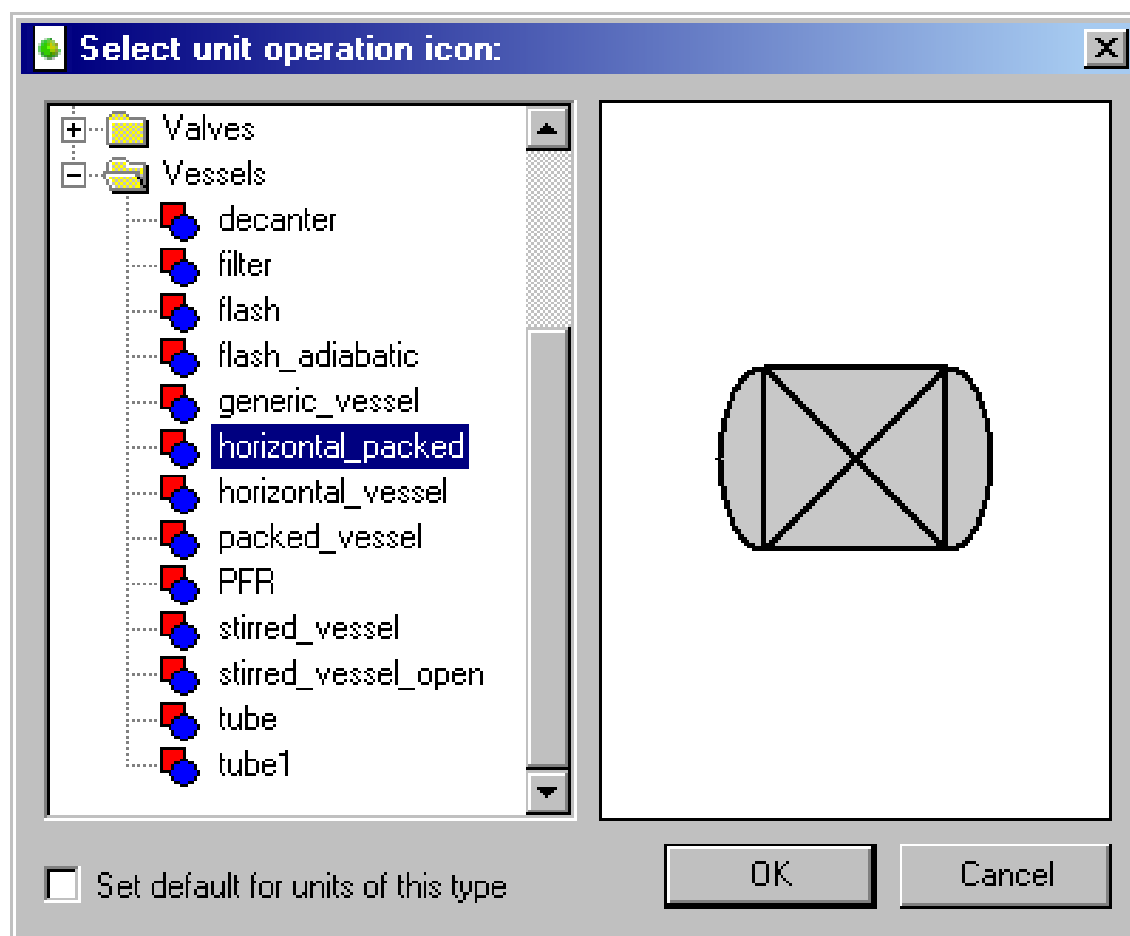 Select unit operation icon:
Valves
Vessels
decanter
filter
flash
flash_adiabatic
generic_vessel
horizontal_packed
horizontal_vessel
packed_vessel
PFR
stirred_vessel
stirred_vessel_open
tube
tube1
Set default for units of this type
OK
Cancel